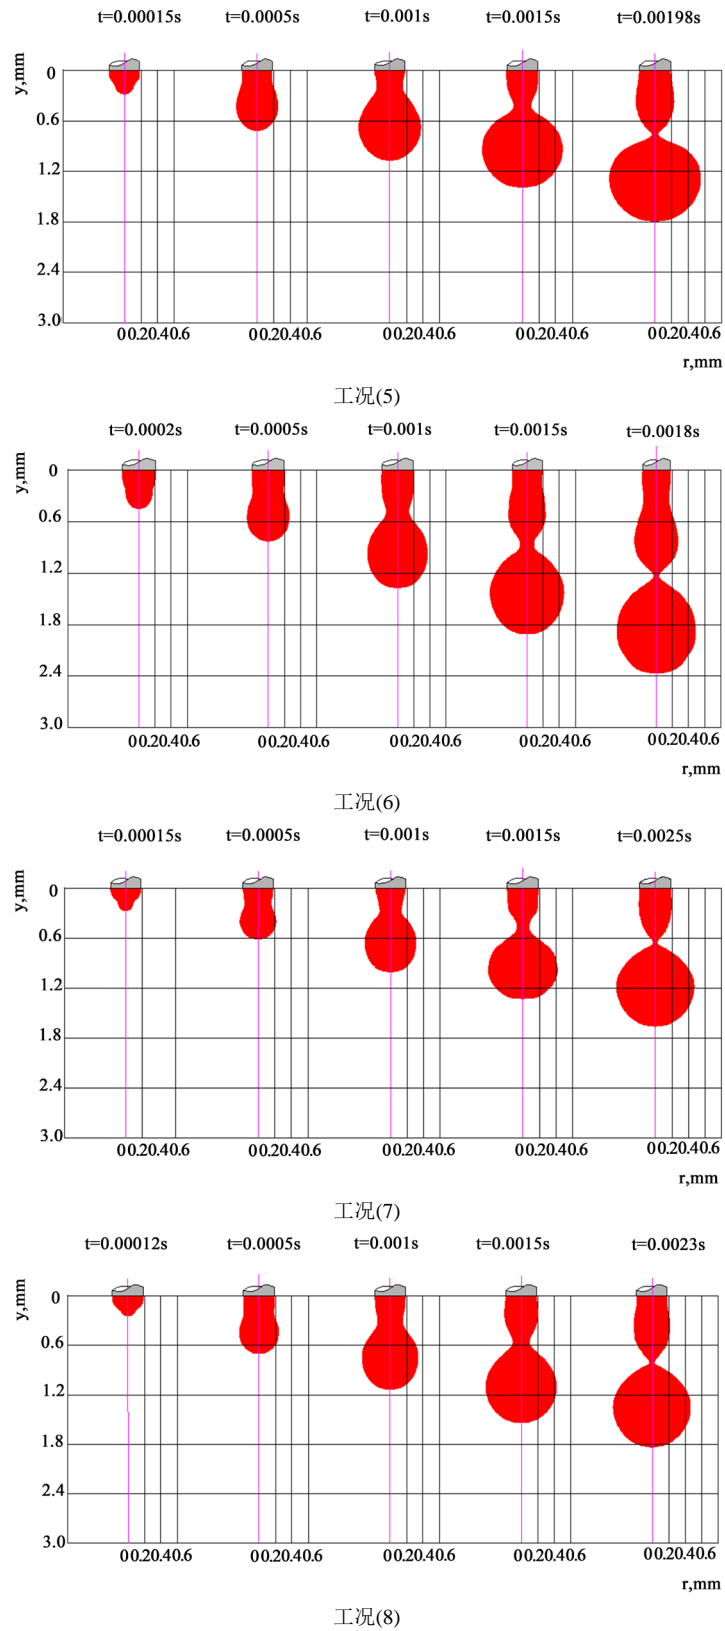 t=0.00015s t=0.0005s t=0.001s t=0.0015s t=0.00198s
y,mm
0
0.6
1.2
1.8
2.4
3.0
00.20.40.6 00.20.40.6 00.20.40.6 00.20.40.6 00.20.40.6
r,mm
工况(5)
t=0.0002s t=0.0005s t=0.001s t=0.0015s t=0.0018s
y,mm
0
0.6
1.2
1.8
2.4
3.0
00.20.40.6 00.20.40.6 00.20.40.6 00.20.40.6 00.20.40.6
r,mm
工况(6)
t=0.00015s t=0.0005s t=0.001s t=0.0015s t=0.0025s
y,mm
0
0.6
1.2
1.8
2.4
3.0
00.20.40.6 00.20.40.6 00.20.40.6 00.20.40.6 00.20.40.6
r,mm
工况(7)
t=0.00012s t=0.0005s t=0.001s t=0.0015s t=0.0023s
y,mm
0
0.6
1.2
1.8
2.4
3.0
00.20.40.6 00.20.40.6 00.20.40.6 00.20.40.6 00.20.40.6
r,mm
工况(8)